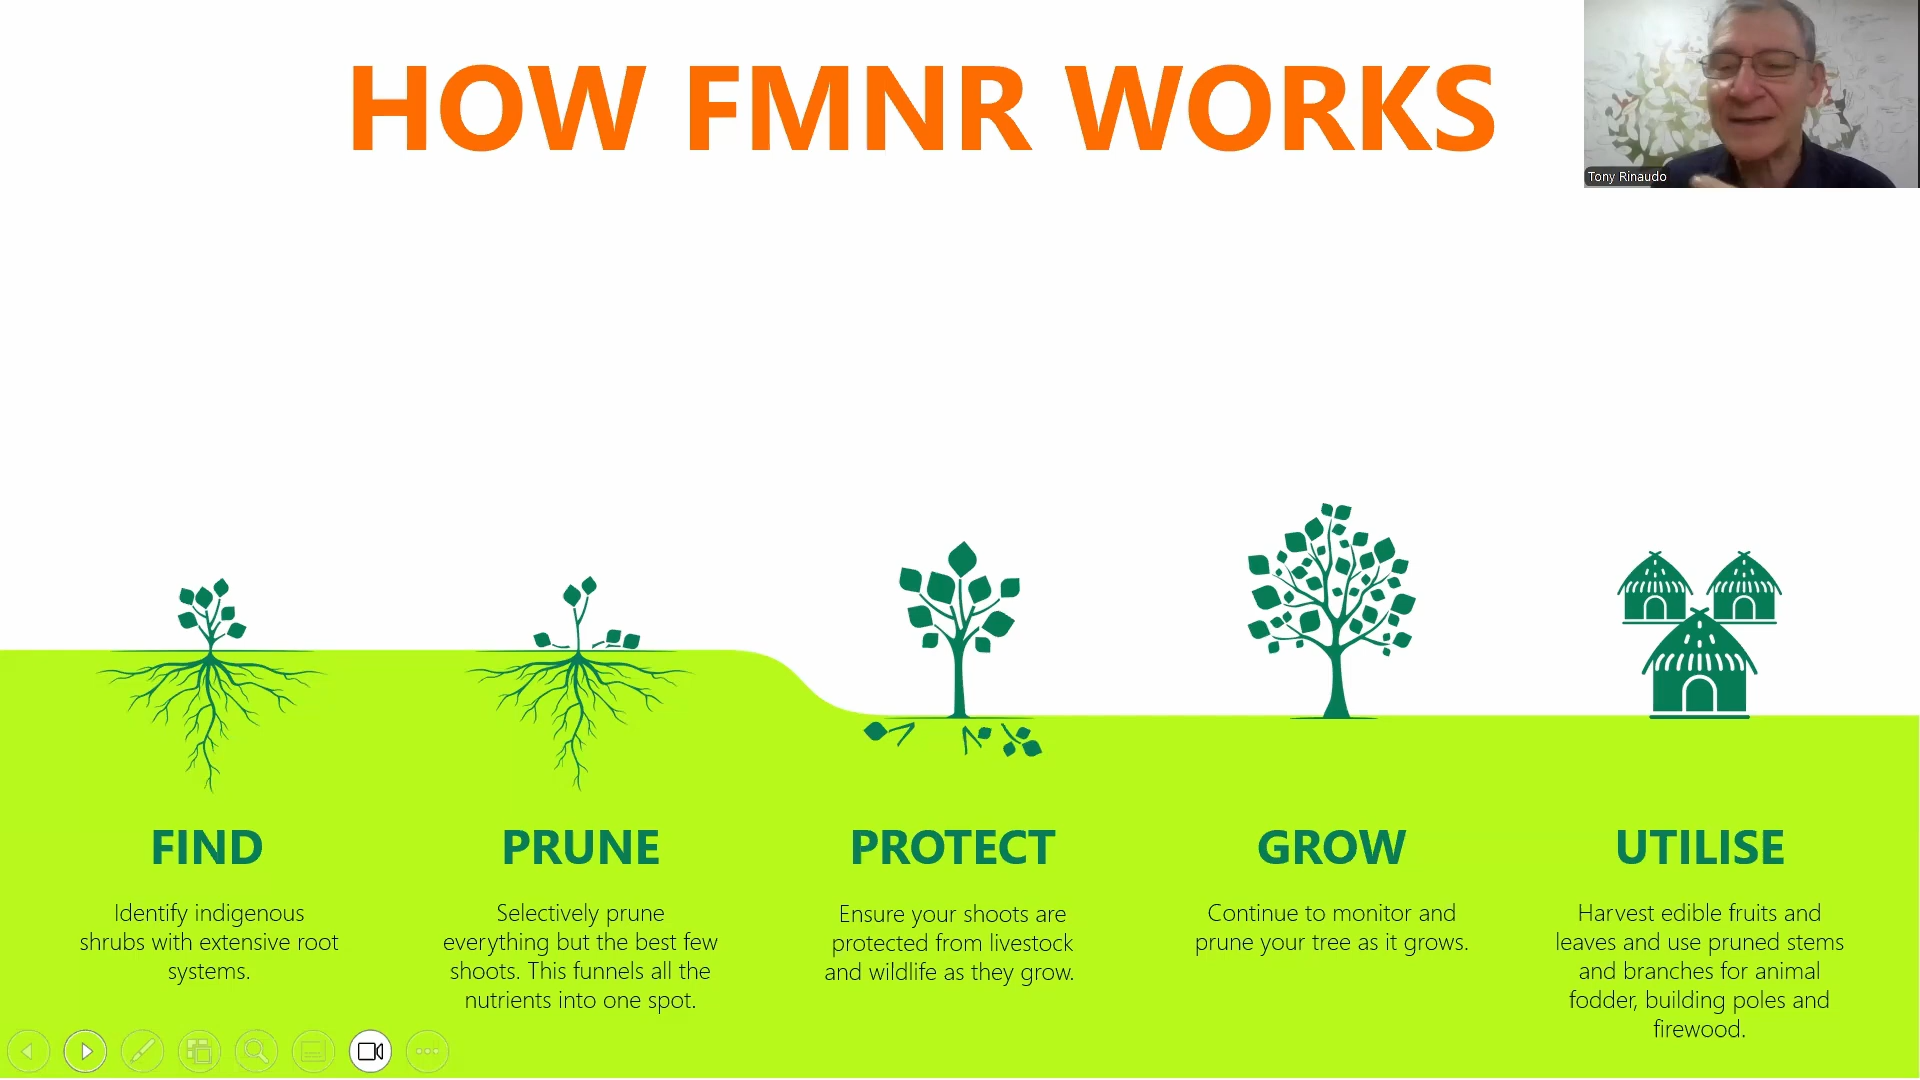 HOW FMNR WORKS
Tony Rinaudo
FIND
Identify indigenous
shrubs with extensive root
systems.
PRUNE
Selectively prune
everything but the best few
shoots. This funnels all the
nutrients into one spot.
PROTECT
Ensure your shoots are
protected from livestock
and wildlife as they grow.
GROW
Continue to monitor and
prune your tree as it grows.
UTILISE
Harvest edible fruits and
leaves and use pruned stems
and branches for animal
fodder, building poles and
firewood.